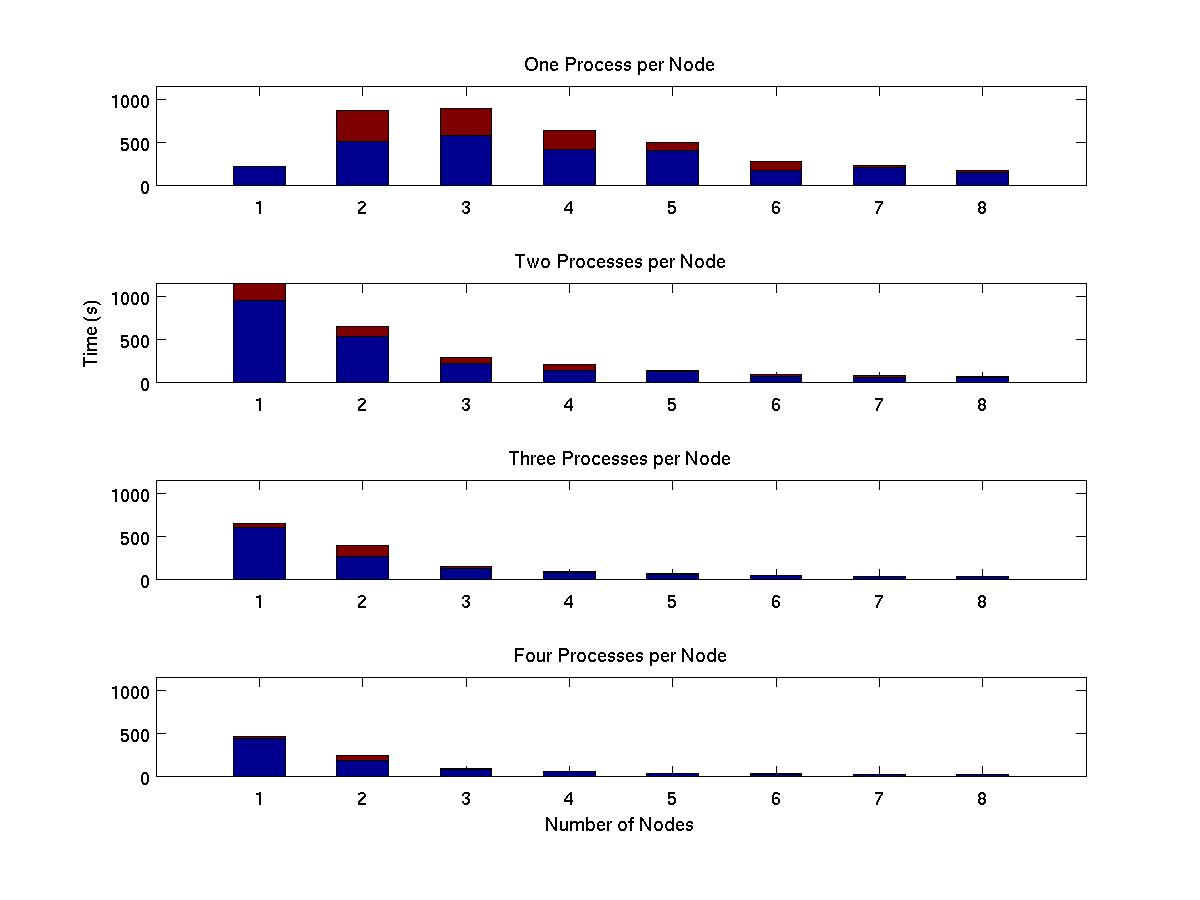 One Process per Node
1000
500
0
1 2 3 4 5 6 7 8
Two Processes per Node
1000
500
0
Time (s)
1 2 3 4 5 6 7 8
Three Processes per Node
1000
500
0
1 2 3 4 5 6 7 8
Four Processes per Node
1000
500
0
1 2 3 4 5 6 7 8
Number of Nodes